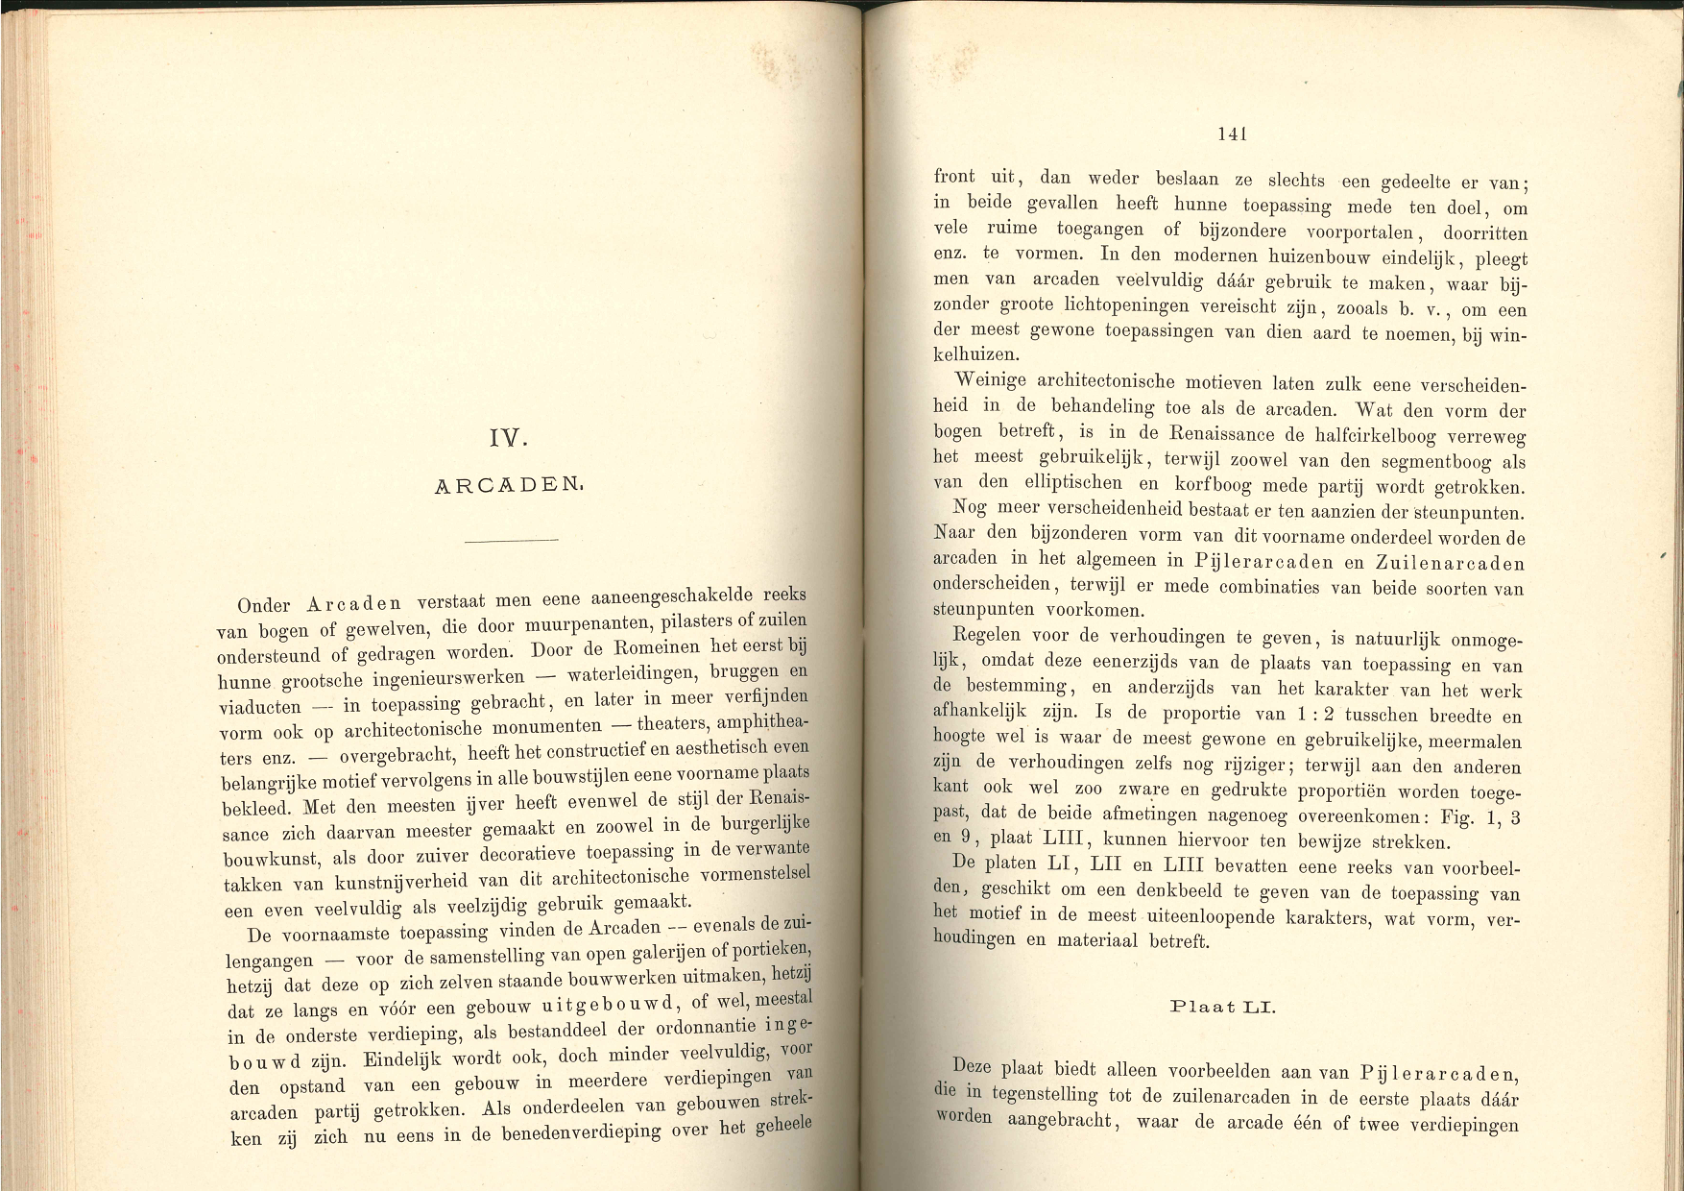 IV.
ARCADEN.
Onder Arcaden verstaat men eene aaneengeschakelde reeks
van bogen of gewelven, die door muurpenanten, pilasters of zuilen
ondersteund of gedragen worden. Door de Romeinen het eerst bij
hunne grootsche ingenieurswerken — waterleidingen, bruggen en
viaducten — in toepassing gebracht, en later in meer verfijnden
vorm ook op architectonische monumenten — theaters, amphithea-
ters enz. — overgebracht, heeft het constructief en aesthetisch even
belangrijke motief vervolgens in alle bouwstijlen eene voorname plaats
bekleed. Met den meesten ijver heeft evenwel de stijl der Renais-
sance zich daarvan meester gemaakt en zoowel in de burgerlijke
bouwkunst, als door zuiver decoratieve toepassing in de verwante
takken van kunstnijverheid van dit architectonische vormenstelsel
een even veelvuldig als veelzijdig gebruik gemaakt.
De voornaamste toepassing vinden de Arcaden — evenals de zui-
lengangen — voor de samenstelling van open galerijen of portieken,
hetzij dat deze op zich zelven staande bouwwerken uitmaken, hetzij
dat ze langs en vóór een gebouw uitgebouwd, of wel, meestal
in de onderste verdieping, als bestanddeel der ordonnantie inge-
bouwd zijn. Eindelijk wordt ook, doch minder veelvuldig, voor
den opstand van een gebouw in meerdere verdiepingen van
arcaden partij getrokken. Als onderdeelen van gebouwen strek-
ken zij zich nu eens in de benedenverdieping over het geheele
141
front uit, dan weder beslaan ze slechts een gedeelte er van;
in beide gevallen heeft hunne toepassing mede ten doel, om
vele ruime toegangen of bijzondere voorportalen, doorritten
enz. te vormen. In den modernen huizenbouw eindelijk, pleegt
men van arcaden veelvuldig dáár gebruik te maken, waar bij-
zonder groote lichtopeningen vereischt zijn, zooals b. v., om een
der meest gewone toepassingen van dien aard te noemen, bij win-
kelhuizen.
Weinige architectonische motieven laten zulk eene verscheiden-
heid in de behandeling toe als de arcaden. Wat den vorm der
bogen betreft, is in de Renaissance de halfcirkelboog verreweg
het meest gebruikelijk, terwijl zoowel van den segmentboog als
van den elliptischen en korfboog mede partij wordt getrokken.
Nog meer verscheidenheid bestaat er ten aanzien der steunpunten.
Naar den bijzonderen vorm van dit voorname onderdeel worden de
arcaden in het algemeen in Pijlerarcaden en Zuilenarcaden
onderscheiden, terwijl er mede combinaties van beide soorten van
steunpunten voorkomen.
Regelen voor de verhoudingen te geven, is natuurlijk onmoge-
lijk, omdat deze eenerzijds van de plaats van toepassing en van
de bestemming, en anderzijds van het karakter van het werk
afhankelijk zijn. Is de proportie van 1 : 2 tusschen breedte en
hoogte wel is waar de meest gewone en gebruikelijke, meermalen
zijn de verhoudingen zelfs nog rijziger; terwijl aan den anderen
kant ook wel zoo zware en gedrukte proportiën worden toege-
past, dat de beide afmetingen nagenoeg overeenkomen: Fig. 1, 3
en 9, plaat LIII, kunnen hiervoor ten bewijze strekken.
De platen LI, LII en LIII bevatten eene reeks van voorbeel-
den, geschikt om een denkbeeld te geven van de toepassing van
het motief in de meest uiteenloopende karakters, wat vorm, ver-
houdingen en materiaal betreft.
Plaat LI.
Deze plaat biedt alleen voorbeelden aan van Pijlerarcaden,
die in tegenstelling tot de zuilenarcaden in de eerste plaats dáár
worden aangebracht, waar de arcade één of twee verdiepingen